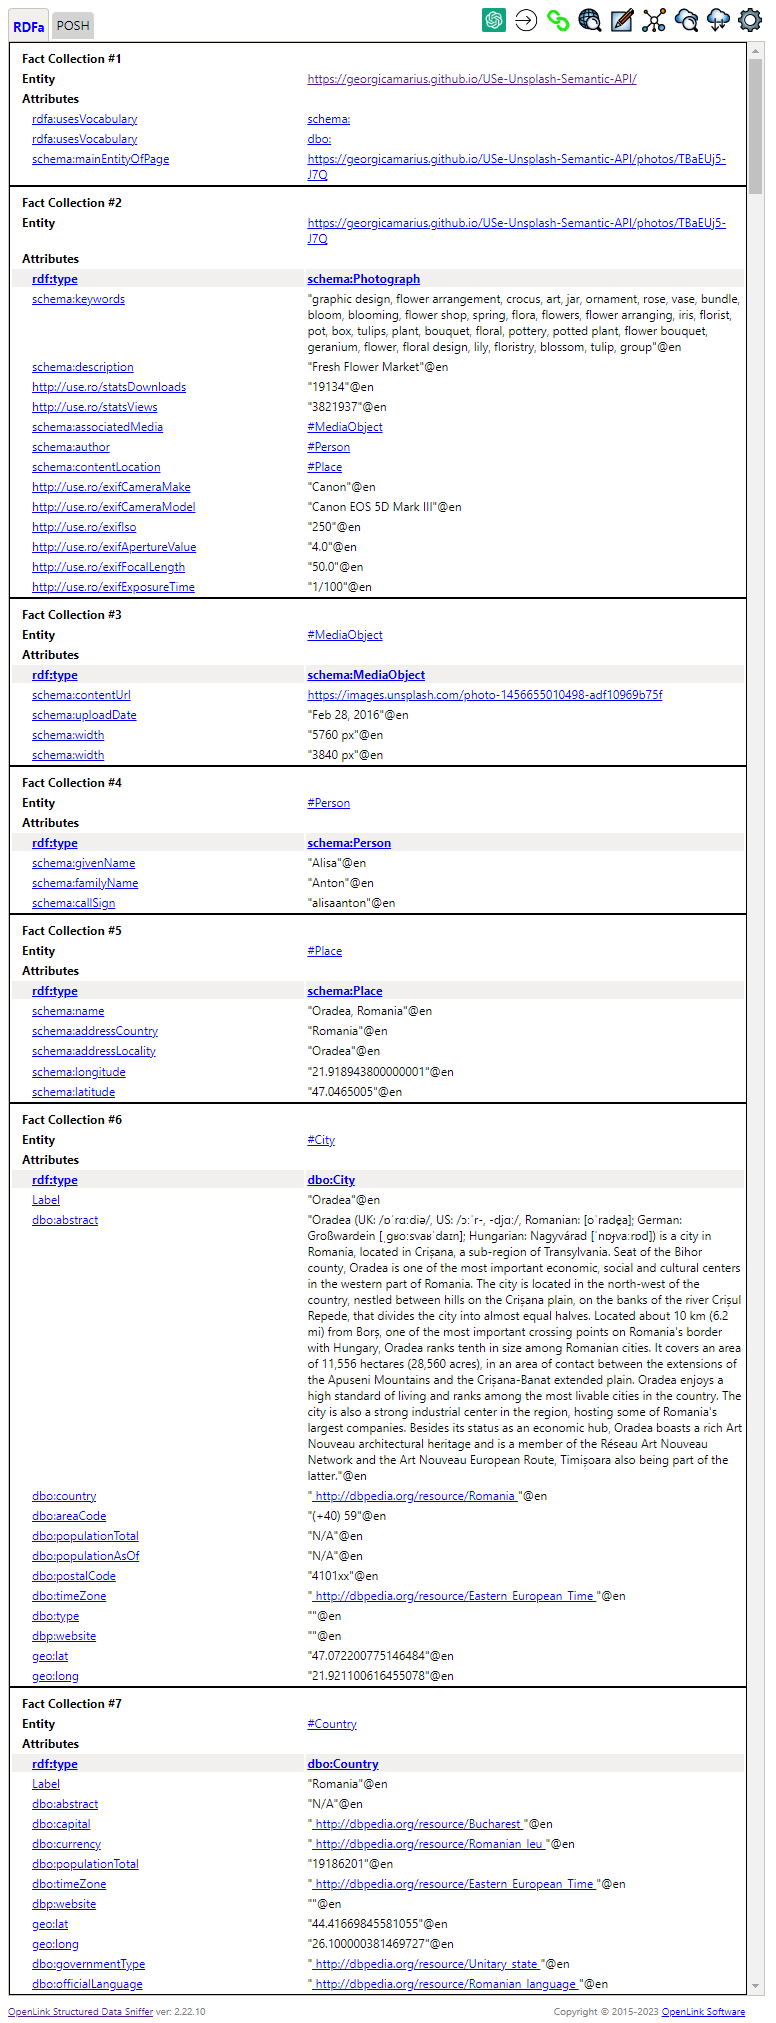 RDFa POSH
Fact Collection #1
Entity https://georgicamarius.github.io/USe-Unsplash-Semantic-API/
Attributes
rdfa:usesVocabulary schema:
rdfa:usesVocabulary dbo:
schema:mainEntityOfPage https://georgicamarius.github.io/USe-Unsplash-Semantic-API/photos/TBaEUj5-
J7Q
Fact Collection #2
Entity https://georgicamarius.github.io/USe-Unsplash-Semantic-API/photos/TBaEUj5-
J7Q
Attributes
rdf:type schema:Photograph
schema:keywords "graphic design, flower arrangement, crocus, art, jar, ornament, rose, vase, bundle,
bloom, blooming, flower shop, spring, flora, flowers, flower arranging, iris, florist,
pot, box, tulips, plant, bouquet, floral, pottery, potted plant, flower bouquet,
geranium, flower, floral design, lily, floristry, blossom, tulip, group"@en
schema:description "Fresh Flower Market"@en
http://use.ro/statsDownloads "19134"@en
http://use.ro/statsViews "3821937"@en
schema:associatedMedia #MediaObject
schema:author #Person
schema:contentLocation #Place
http://use.ro/exifCameraMake "Canon"@en
http://use.ro/exifCameraModel "Canon EOS 5D Mark III"@en
http://use.ro/exifIso "250"@en
http://use.ro/exifApertureValue "4.0"@en
http://use.ro/exifFocalLength "50.0"@en
http://use.ro/exifExposureTime "1/100"@en
Fact Collection #3
Entity #MediaObject
Attributes
rdf:type schema:MediaObject
schema:contentUrl https://images.unsplash.com/photo-1456655010498-adf10969b75f
schema:uploadDate "Feb 28, 2016"@en
schema:width "5760 px"@en
schema:width "3840 px"@en
Fact Collection #4
Entity #Person
Attributes
rdf:type schema:Person
schema:givenName "Alisa"@en
schema:familyName "Anton"@en
schema:callSign "alisaanton"@en
Fact Collection #5
Entity #Place
Attributes
rdf:type schema:Place
schema:name "Oradea, Romania"@en
schema:addressCountry "Romania"@en
schema:addressLocality "Oradea"@en
schema:longitude "21.918943800000001"@en
schema:latitude "47.0465005"@en
Fact Collection #6
Entity #City
Attributes
rdf:type dbo:City
Label "Oradea"@en
dbo:abstract "Oradea (UK: /ɒˈrɑːdiə/, US: /ɔːˈr-, -djɑː/, Romanian: [oˈrade̯a]; German:
Großwardein [ˌɡʁoːsvaʁˈdaɪn]; Hungarian: Nagyvárad [ˈnɒɟvaːrɒd]) is a city in
Romania, located in Crișana, a sub-region of Transylvania. Seat of the Bihor
county, Oradea is one of the most important economic, social and cultural centers
in the western part of Romania. The city is located in the north-west of the
country, nestled between hills on the Crișana plain, on the banks of the river Crișul
Repede, that divides the city into almost equal halves. Located about 10 km (6.2
mi) from Borș, one of the most important crossing points on Romania's border
with Hungary, Oradea ranks tenth in size among Romanian cities. It covers an area
of 11,556 hectares (28,560 acres), in an area of contact between the extensions of
the Apuseni Mountains and the Crișana-Banat extended plain. Oradea enjoys a
high standard of living and ranks among the most livable cities in the country. The
city is also a strong industrial center in the region, hosting some of Romania's
largest companies. Besides its status as an economic hub, Oradea boasts a rich Art
Nouveau architectural heritage and is a member of the Réseau Art Nouveau
Network and the Art Nouveau European Route, Timișoara also being part of the
latter."@en
dbo:country " http://dbpedia.org/resource/Romania "@en
dbo:areaCode "(+40) 59"@en
dbo:populationTotal "N/A"@en
dbo:populationAsOf "N/A"@en
dbo:postalCode "4101xx"@en
dbo:timeZone " http://dbpedia.org/resource/Eastern_European_Time "@en
dbo:type ""@en
dbp:website ""@en
geo:lat "47.072200775146484"@en
geo:long "21.921100616455078"@en
Fact Collection #7
Entity #Country
Attributes
rdf:type dbo:Country
Label "Romania"@en
dbo:abstract "N/A"@en
dbo:capital " http://dbpedia.org/resource/Bucharest "@en
dbo:currency " http://dbpedia.org/resource/Romanian_leu "@en
dbo:populationTotal "19186201"@en
dbo:timeZone " http://dbpedia.org/resource/Eastern_European_Time "@en
dbp:website ""@en
geo:lat "44.41669845581055"@en
geo:long "26.100000381469727"@en
dbo:governmentType " http://dbpedia.org/resource/Unitary_state "@en
dbo:officialLanguage " http://dbpedia.org/resource/Romanian_language "@en
OpenLink Structured Data Sniffer ver: 2.22.10 Copyright © 2015-2023 OpenLink Software